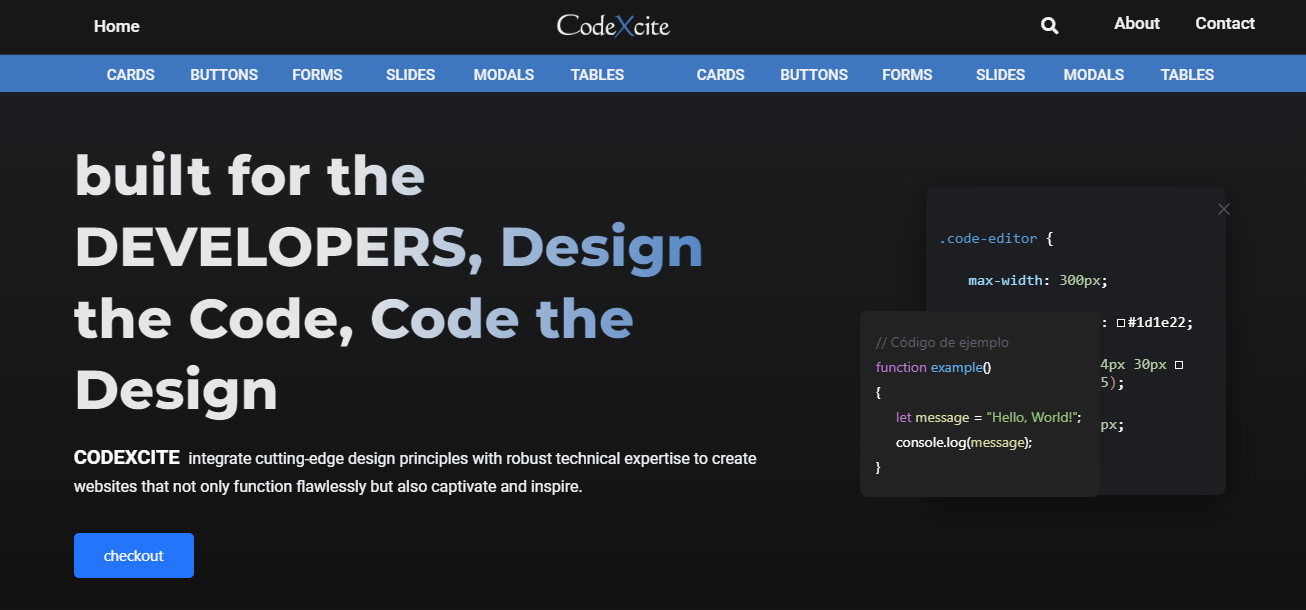 Home
CodeXcite
About
Contact
CARDS BUTTONS FORMS SLIDES MODALS TABLES CARDS BUTTONS FORMS SLIDES MODALS TABLES
built for the
DEVELOPERS, Design
the Code, Code the
Design
CODEXCITE integrate cutting-edge design principles with robust technical expertise to create
websites that not only function flawlessly but also captivate and inspire.
checkout
.code-editor {
max-width: 300px;
: #1d1e22;
4px 30px
5);
px;
// Código de ejemplo
function example()
{
let message = "Hello, World!";
console.log(message);
}